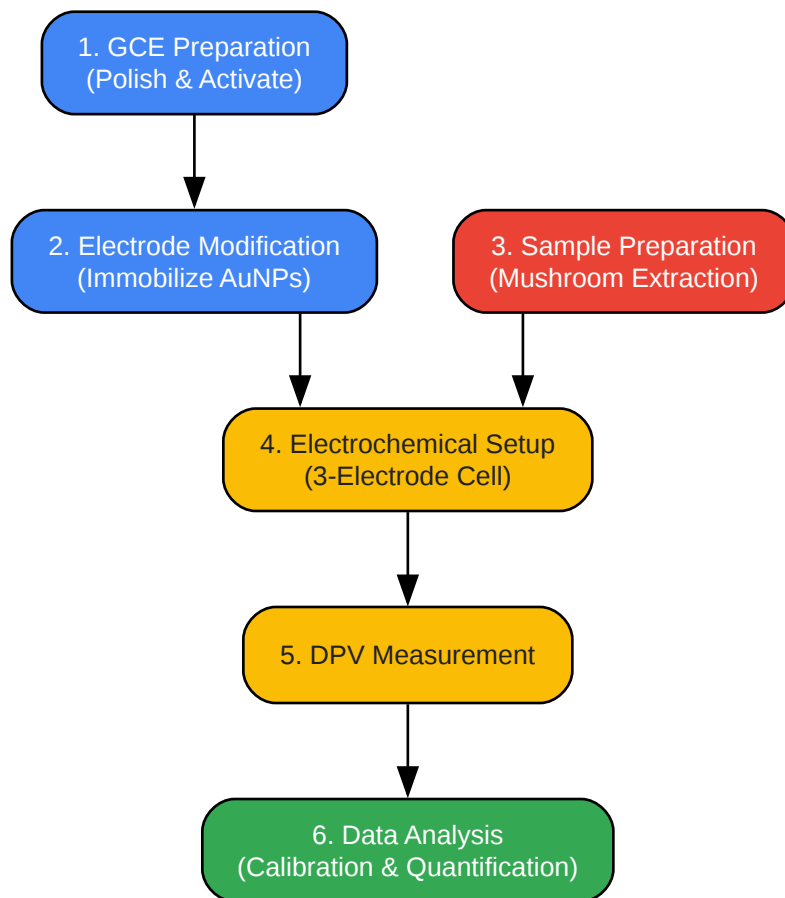 1. GCE Preparation
(Polish & Activate)
2. Electrode Modification
(Immobilize AuNPs)
3. Sample Preparation
(Mushroom Extraction)
4. Electrochemical Setup
(3-Electrode Cell)
5. DPV Measurement
6. Data Analysis
(Calibration & Quantification)